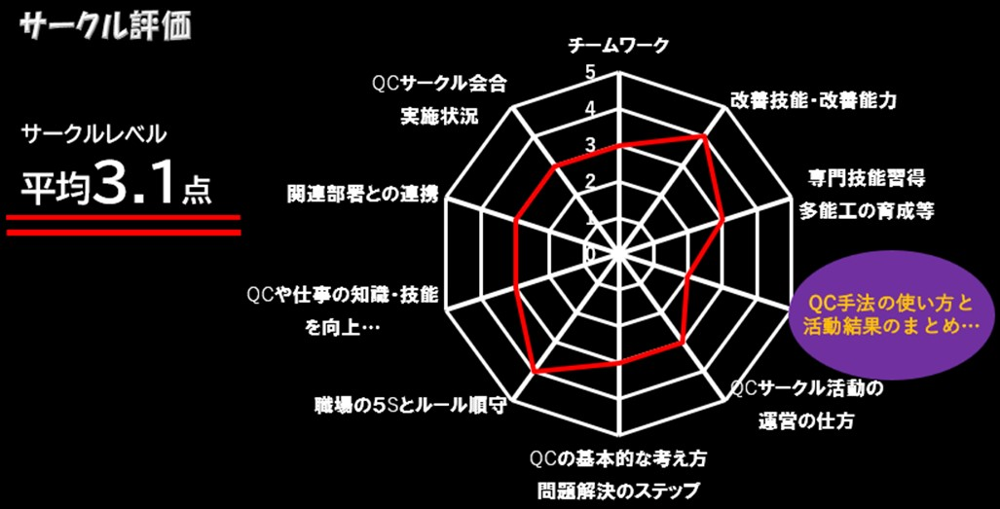 サークル評価
サークルレベル
平均3.1点
チームワーク
5
4
3
2
1
0
改善技能・改善能力
専門技能習得
多能工の育成等
QC手法の使い方と
活動結果のまとめ…
QCサークル活動の
運営の仕方
QCの基本的な考え方
問題解決のステップ
職場の5Sとルール順守
QCや仕事の知識・技能
を向上…
関連部署との連携
QCサークル会合
実施状況